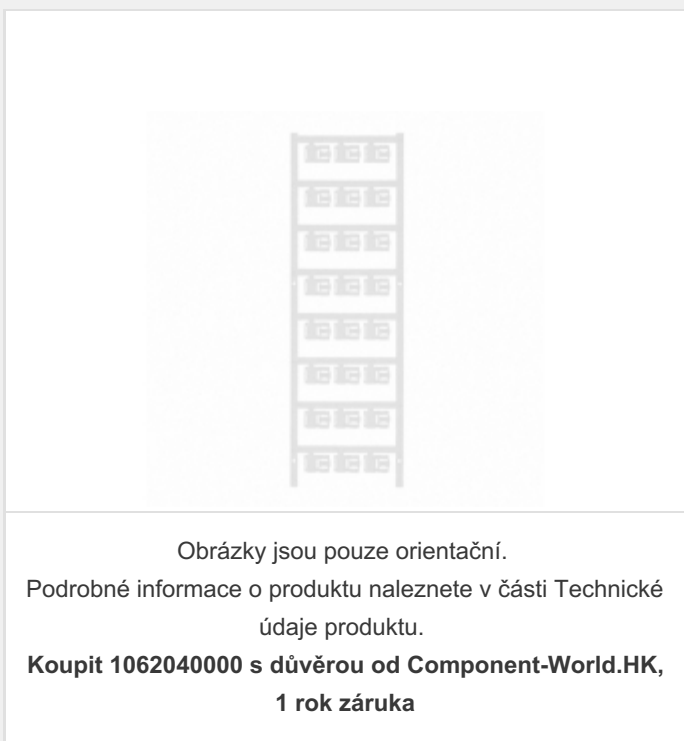 Obrázky jsou pouze orientační.
Podrobné informace o produktu naleznete v části Technické
údaje produktu.
Koupit 1062040000 s důvěrou od Component-World.HK,
1 rok záruka